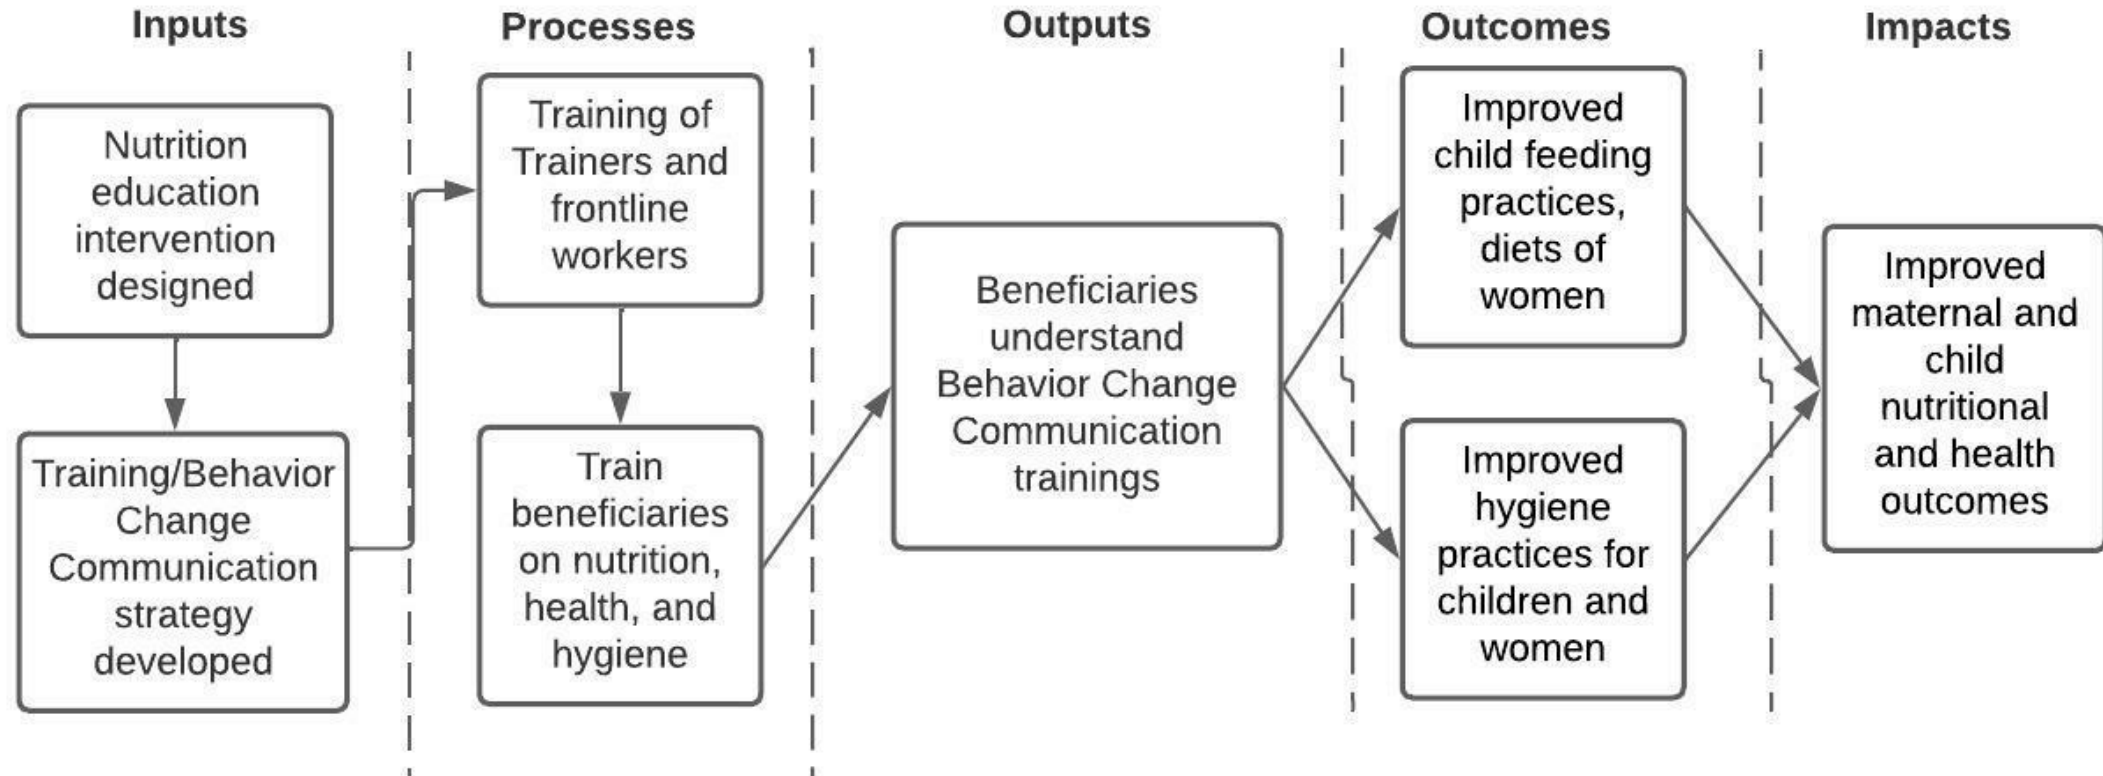 Inputs
Processes
Outputs
Outcomes
Impacts
Nutrition
education
intervention
designed
Training/Behavior
Change
Communication
strategy
developed
Training of
Trainers and
frontline
workers
Train
beneficiaries
on nutrition,
health, and
hygiene
Beneficiaries
understand
Behavior Change
Communication
trainings
Improved
child feeding
practices,
diets of
women
Improved
hygiene
practices for
children and
women
Improved
maternal and
child
nutritional
and health
outcomes